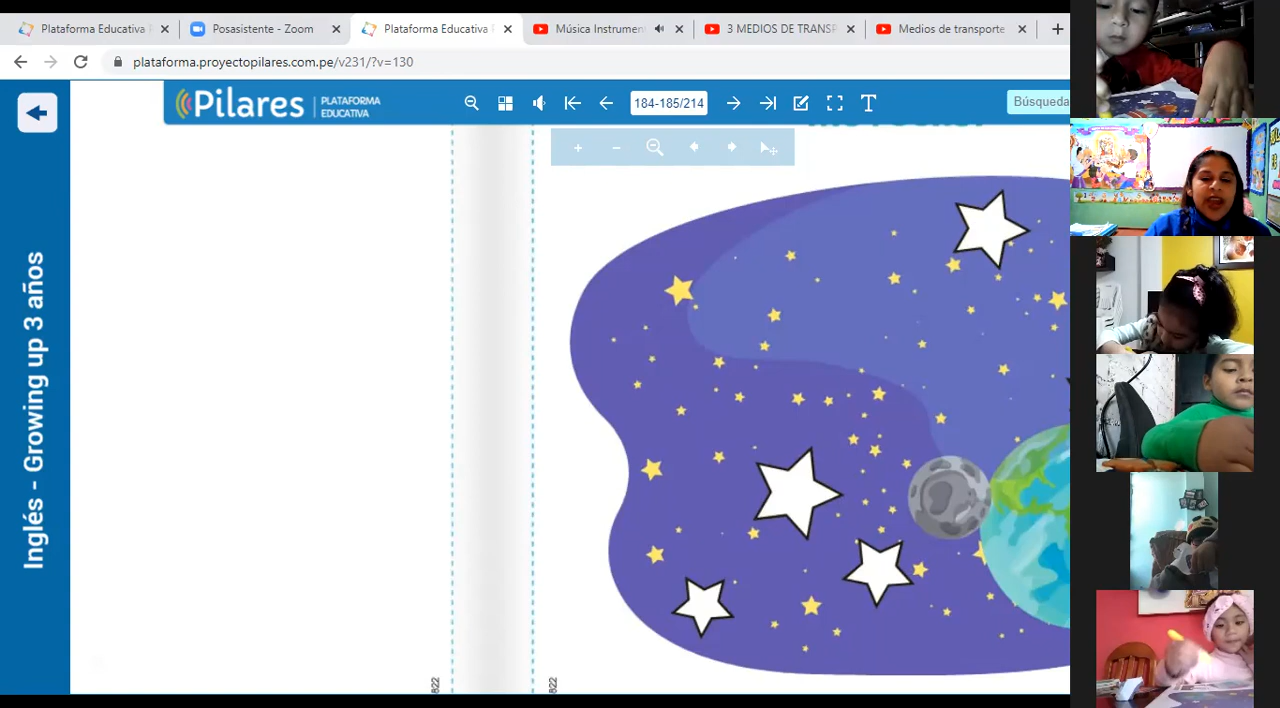 Plataforma Educativa P
Posasistente - Zoom
Plataforma Educativa P
Música Instrumen
3 MEDIOS DE TRANSP
Medios de transporte
plataforma.proyectopilares.com.pe/v231/?v=130
Pilares
PLATAFORMA
EDUCATIVA
184-185/214
T
Búsqueda
Inglés - Growing up 3 años
822
822